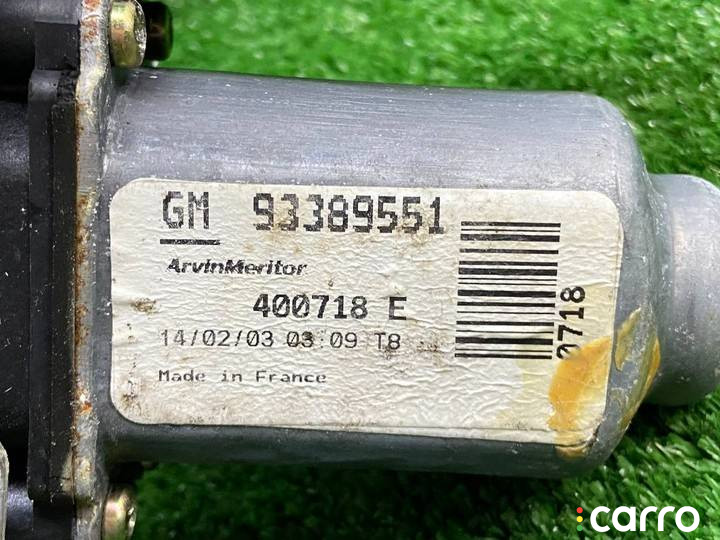 GM 93389551
ArvinMeritor
400718 E
14/02/03 03:09 T8
Made in France
0718
carro